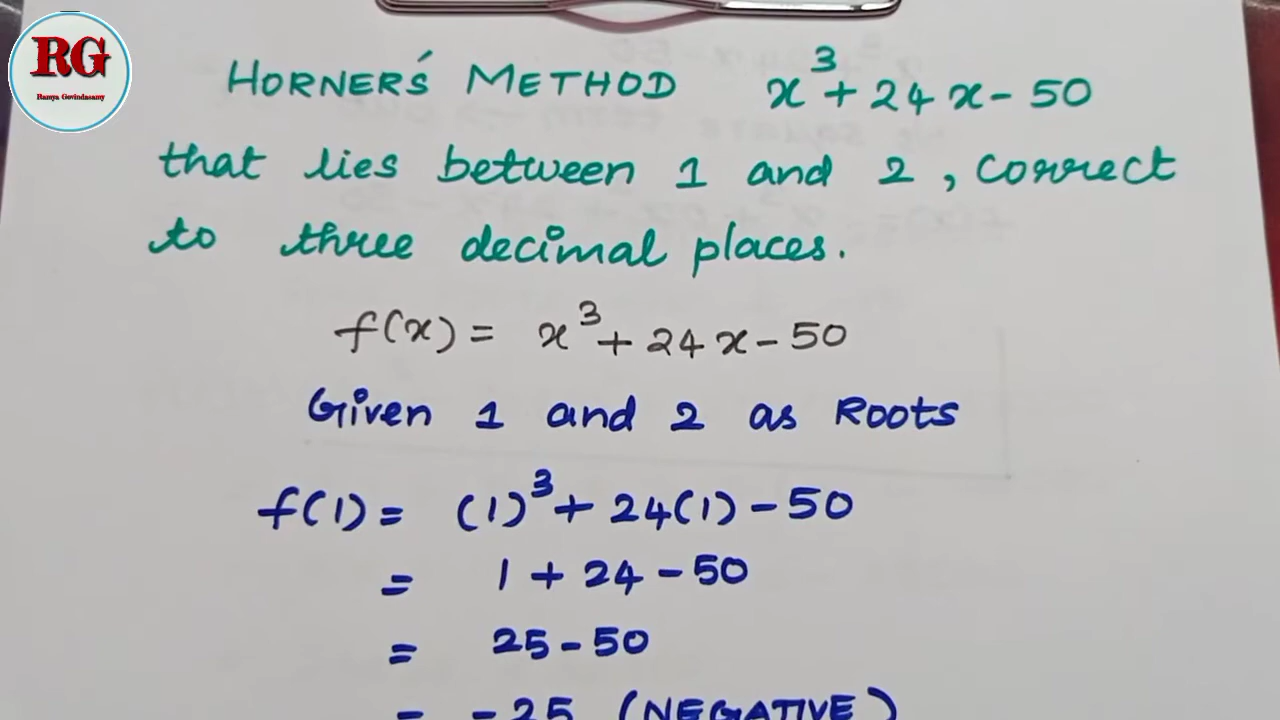 RG
Ramya Govindasamy
HORNER'S METHOD x³ + 24x - 50
that lies between 1 and 2, correct
to three decimal places.
f(x) = x³ + 24x - 50
Given 1 and 2 as Roots
f(1) = (1)³ + 24(1) - 50
= 1 + 24 - 50
= 25 - 50
= -25 (NEGATIVE)